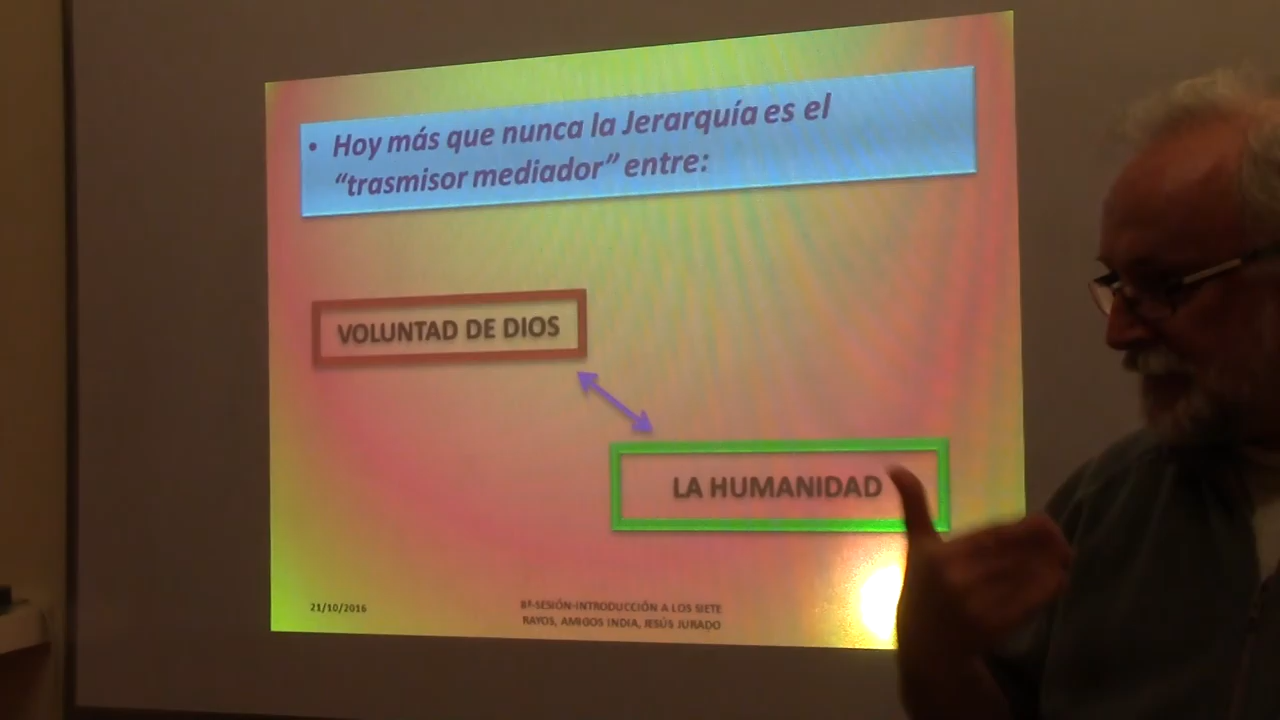 • Hoy más que nunca la Jerarquía es el
“trasmisor mediador” entre:
VOLUNTAD DE DIOS
LA HUMANIDAD
21/10/2016
8ª-SESIÓN-INTRODUCCIÓN A LOS SIETE
RAYOS, AMIGOS INDIA, JESÚS JURADO